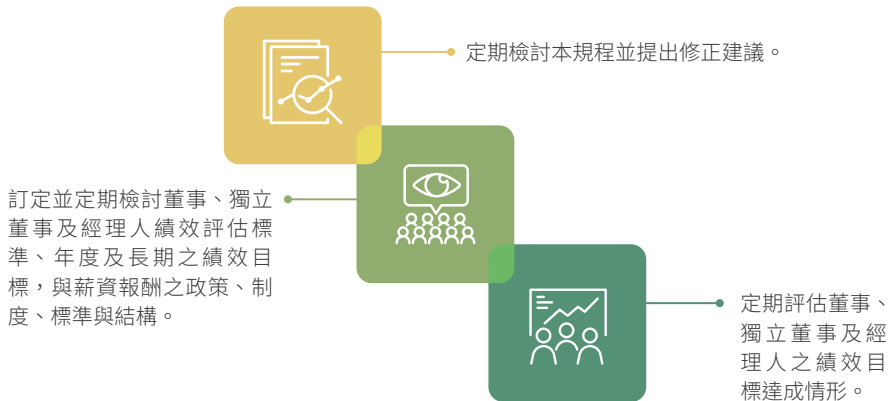 定期檢討本規程並提出修正建議。
訂定並定期檢討董事、獨立
董事及經理人績效評估標
準、年度及長期之績效目
標，與薪資報酬之政策、制
度、標準與結構。
定期評估董事、
獨立董事及經
理人之績效目
標達成情形。